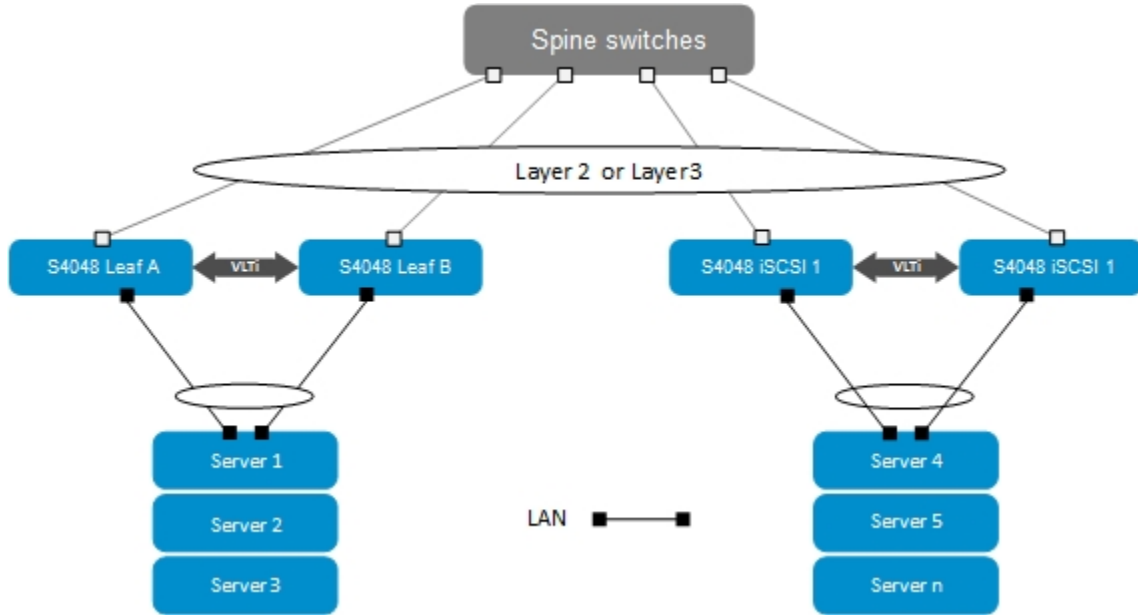 Spine switches
Layer 2 or Layer3
S4048 Leaf A
VLTi
S4048 Leaf B
S4048 iSCSI 1
VLTi
S4048 iSCSI 1
Server 1
Server 4
Server 2
LAN
Server 5
Server 3
Server n